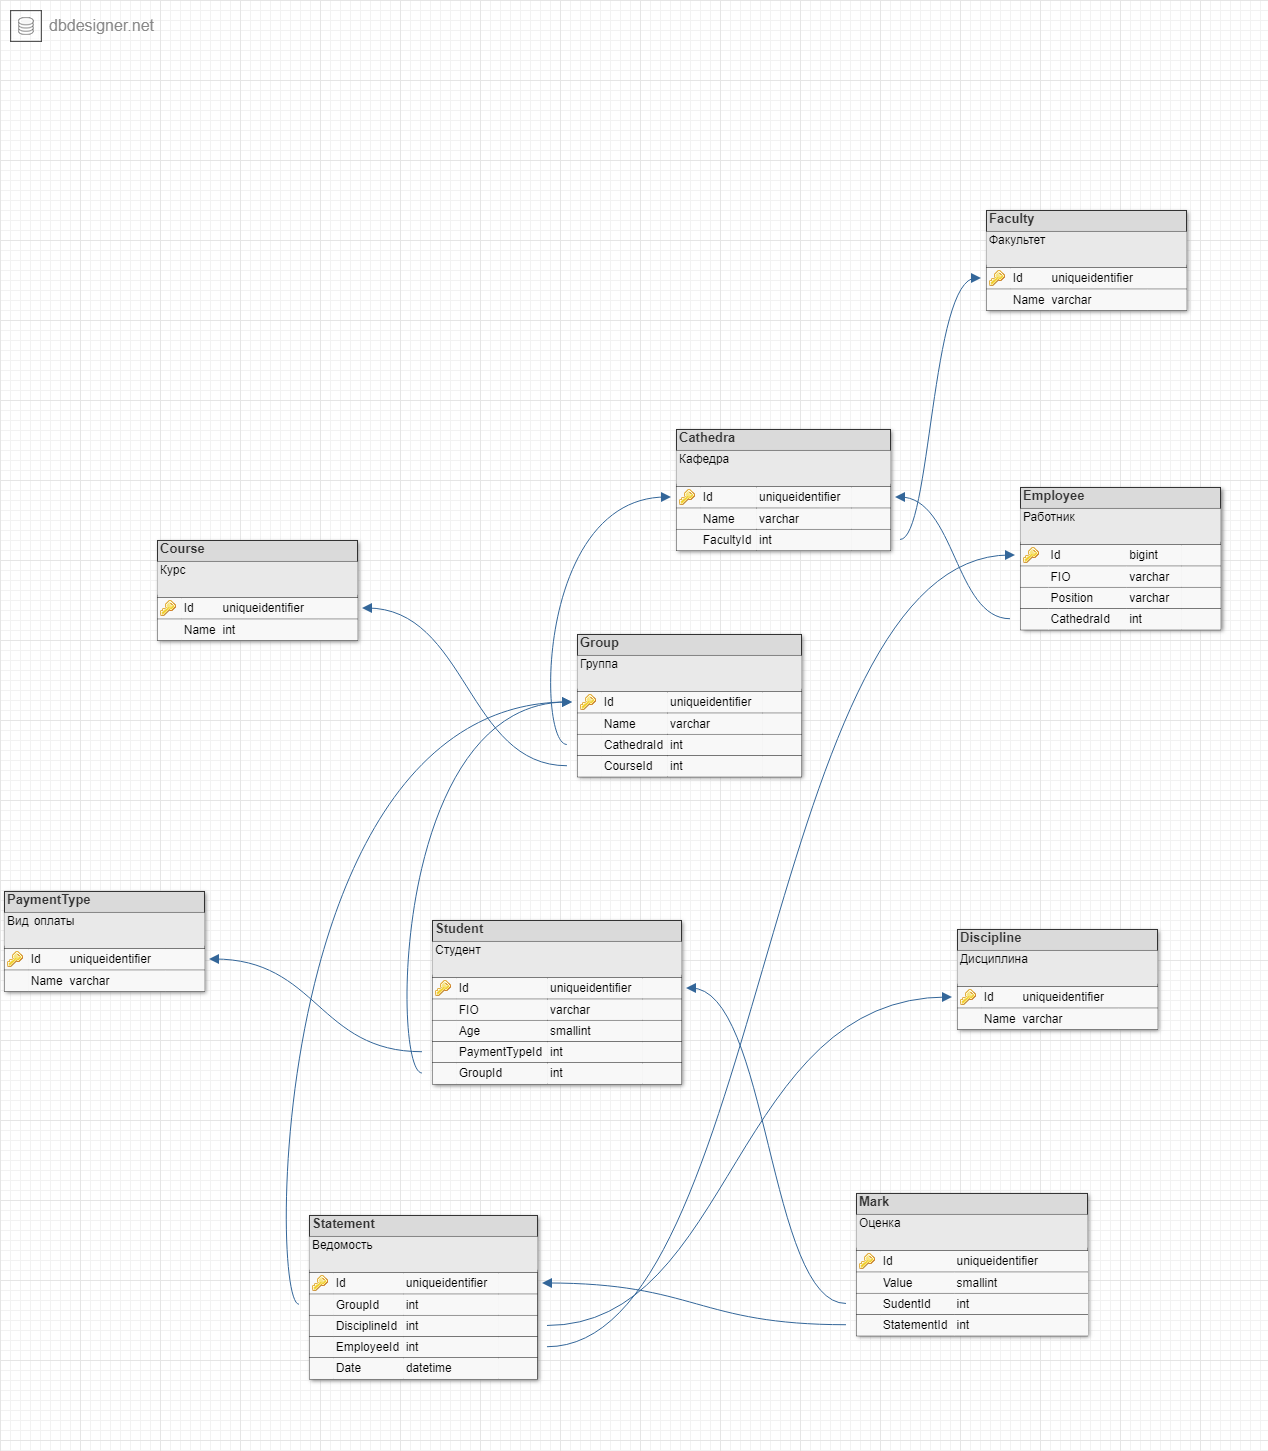 dbdesigner.net
Faculty
Факультет
Id uniqueidentifier
Name varchar
Cathedra
Кафедра
Id uniqueidentifier
Name varchar
FacultyId int
Employee
Работник
Id bigint
FIO varchar
Position varchar
CathedraId int
Course
Курс
Id uniqueidentifier
Name int
Group
Группа
Id uniqueidentifier
Name varchar
CathedraId int
CourseId int
PaymentType
Вид оплаты
Id uniqueidentifier
Name varchar
Student
Студент
Id uniqueidentifier
FIO varchar
Age smallint
PaymentTypeId int
GroupId int
Discipline
Дисциплина
Id uniqueidentifier
Name varchar
Statement
Ведомость
Id uniqueidentifier
GroupId int
DisciplineId int
EmployeeId int
Date datetime
Mark
Оценка
Id uniqueidentifier
Value smallint
SudentId int
StatementId int